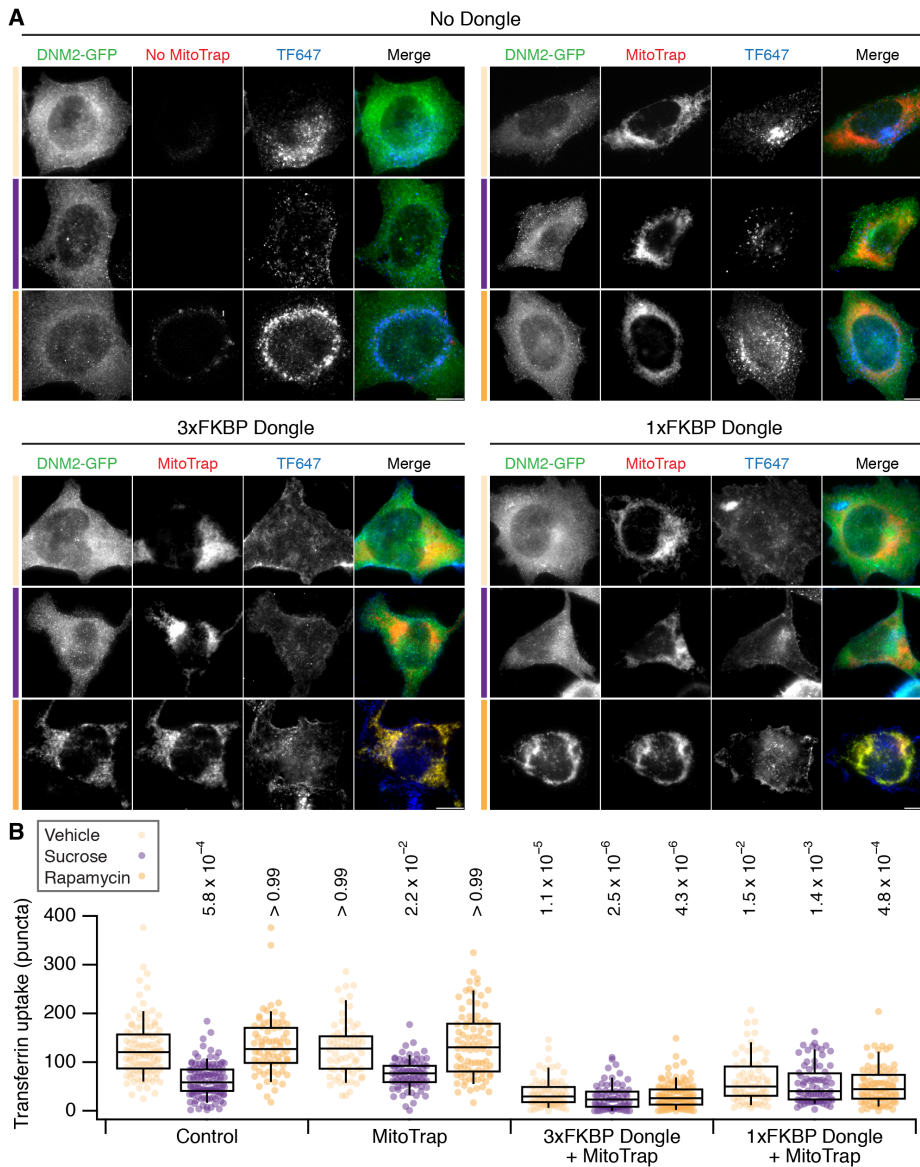 A
No Dongle
DNM2-GFP No MitoTrap TF647 Merge DNM2-GFP MitoTrap TF647 Merge
3xFKBP Dongle 1xFKBP Dongle
DNM2-GFP MitoTrap TF647 Merge DNM2-GFP MitoTrap TF647 Merge
B
Vehicle
Sucrose
Rapamycin
5.8 x 10⁻⁴
> 0.99
> 0.99
2.2 x 10⁻²
> 0.99
1.1 x 10⁻⁵
2.5 x 10⁻⁶
4.3 x 10⁻⁶
1.5 x 10⁻²
1.4 x 10⁻³
4.8 x 10⁻⁴
Transferrin uptake (puncta)
400
300
200
100
0
Control MitoTrap 3xFKBP Dongle 1xFKBP Dongle
+ MitoTrap + MitoTrap